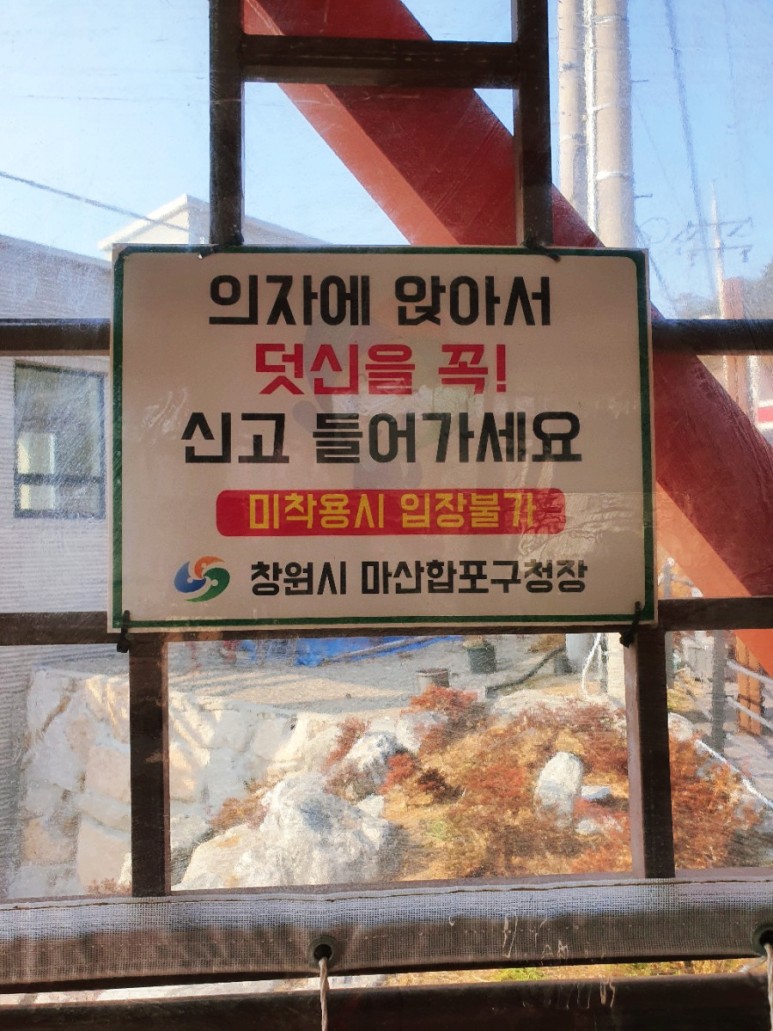 의자에 앉아서
덧신을 꼭!
신고 들어가세요
미착용시 입장불가
창원시 마산합포구청장